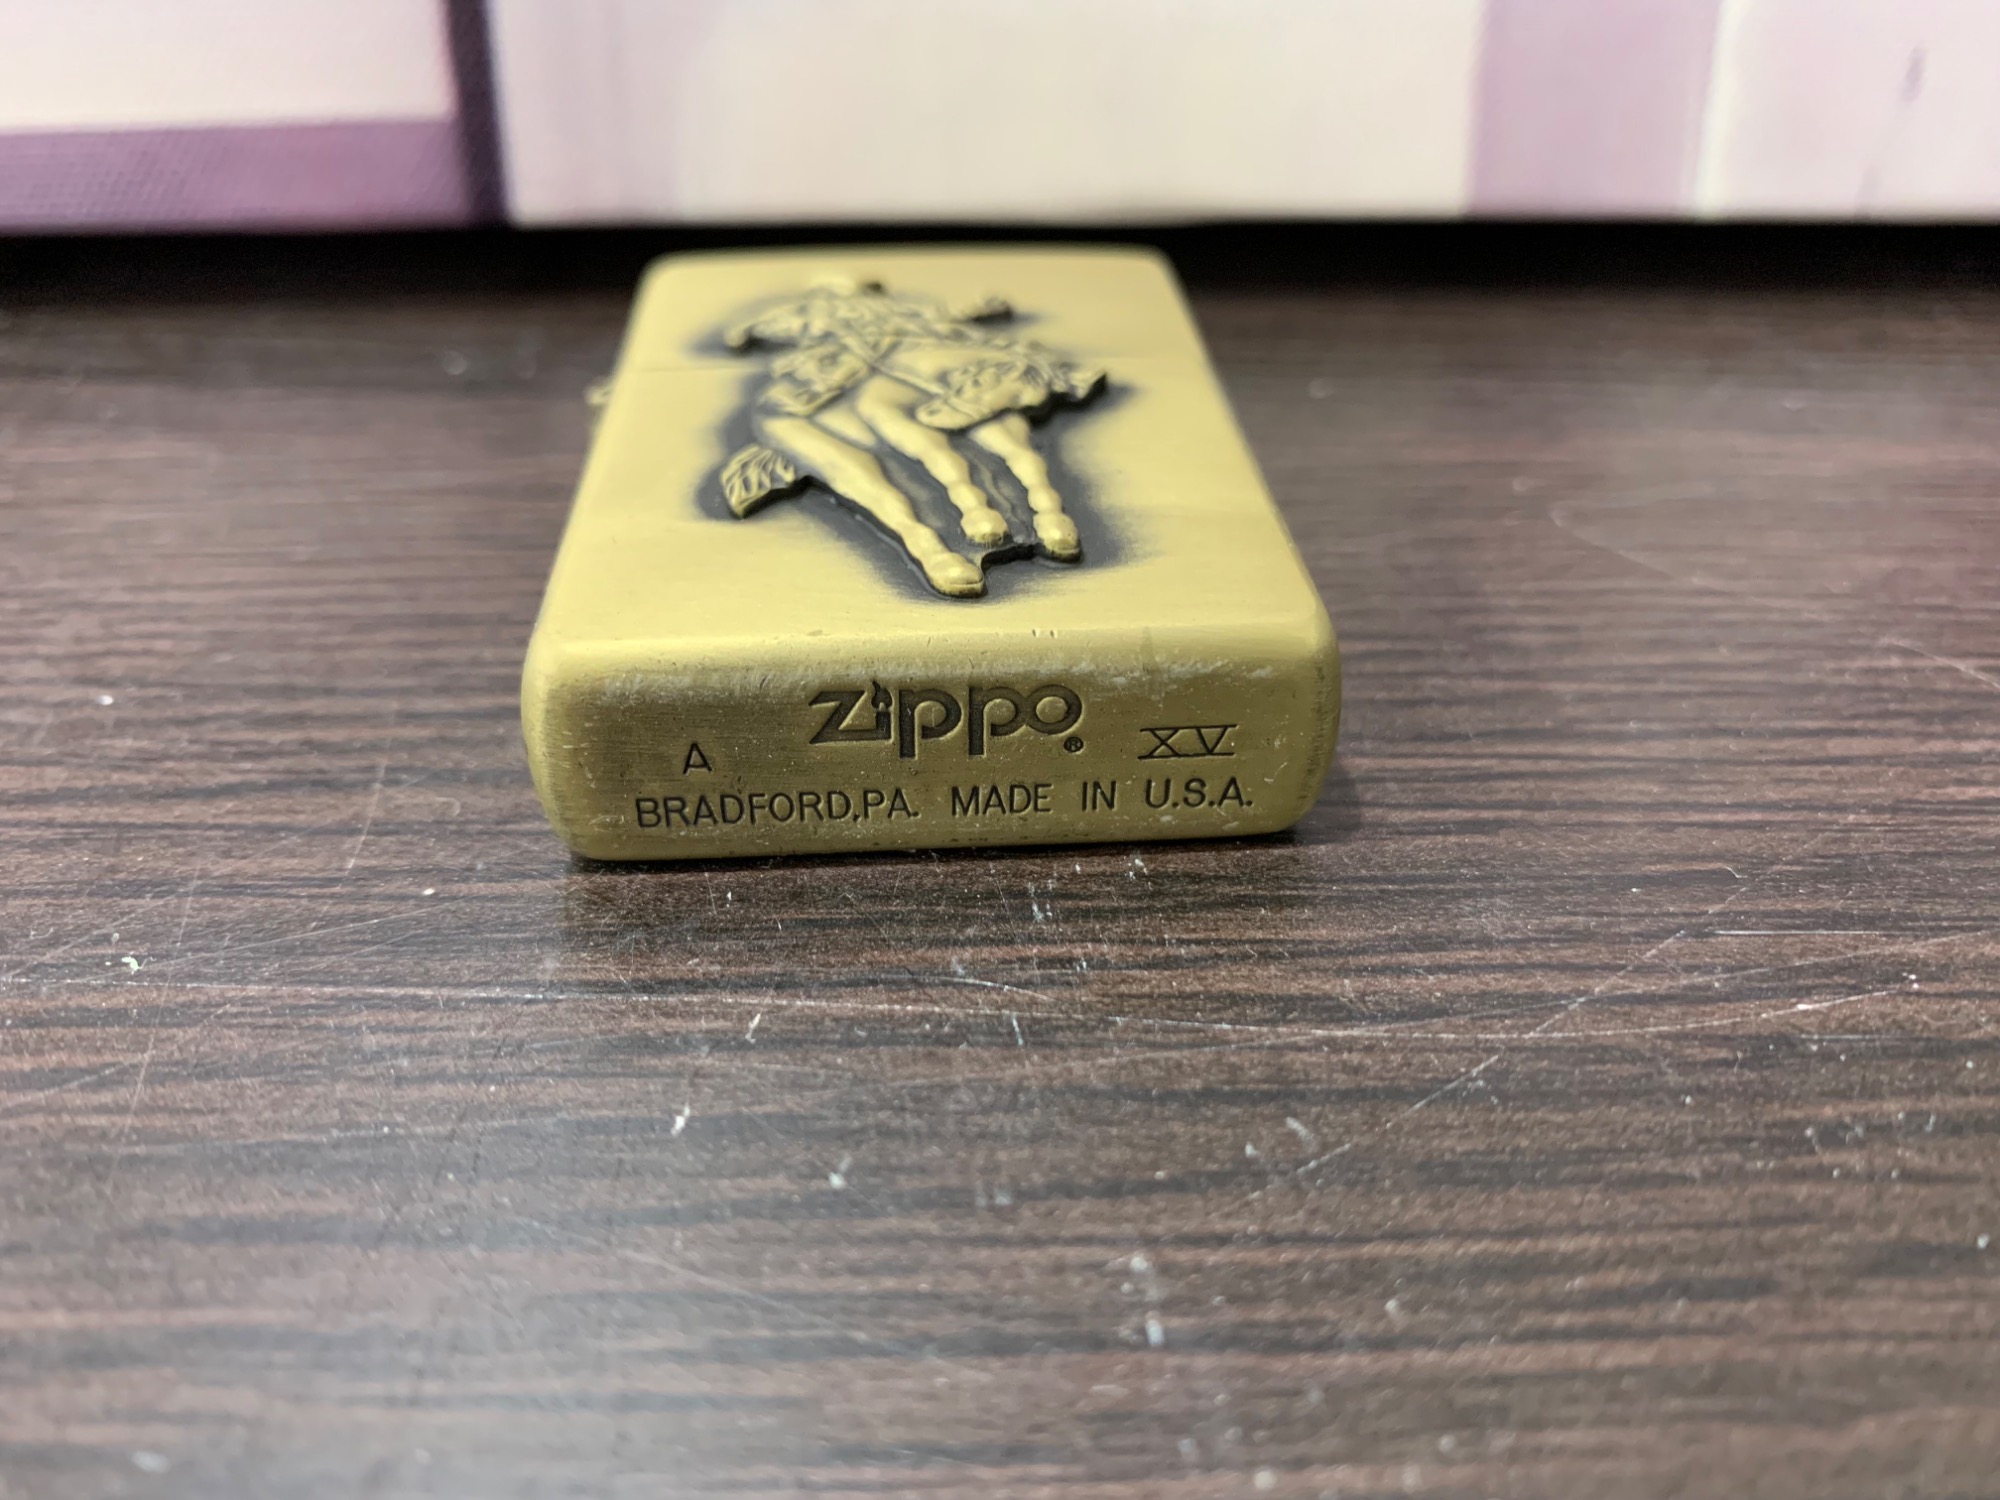 Zippo®
A XV
BRADFORD,PA. MADE IN U.S.A.